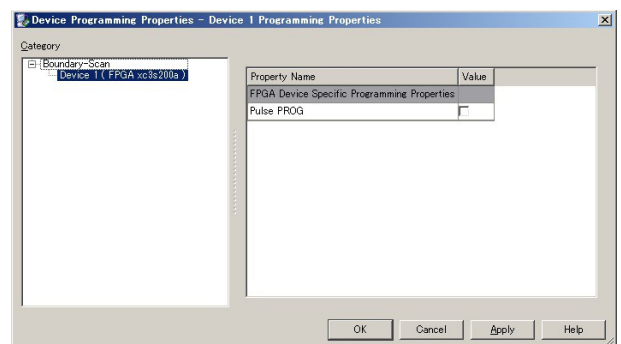 Device Programming Properties - Device 1 Programming Properties
Category
Boundary-Scan
Device 1 ( FPGA xc3s200a )
Property Name Value
FPGA Device Specific Programming Properties
Pulse PROG
OK Cancel Apply Help